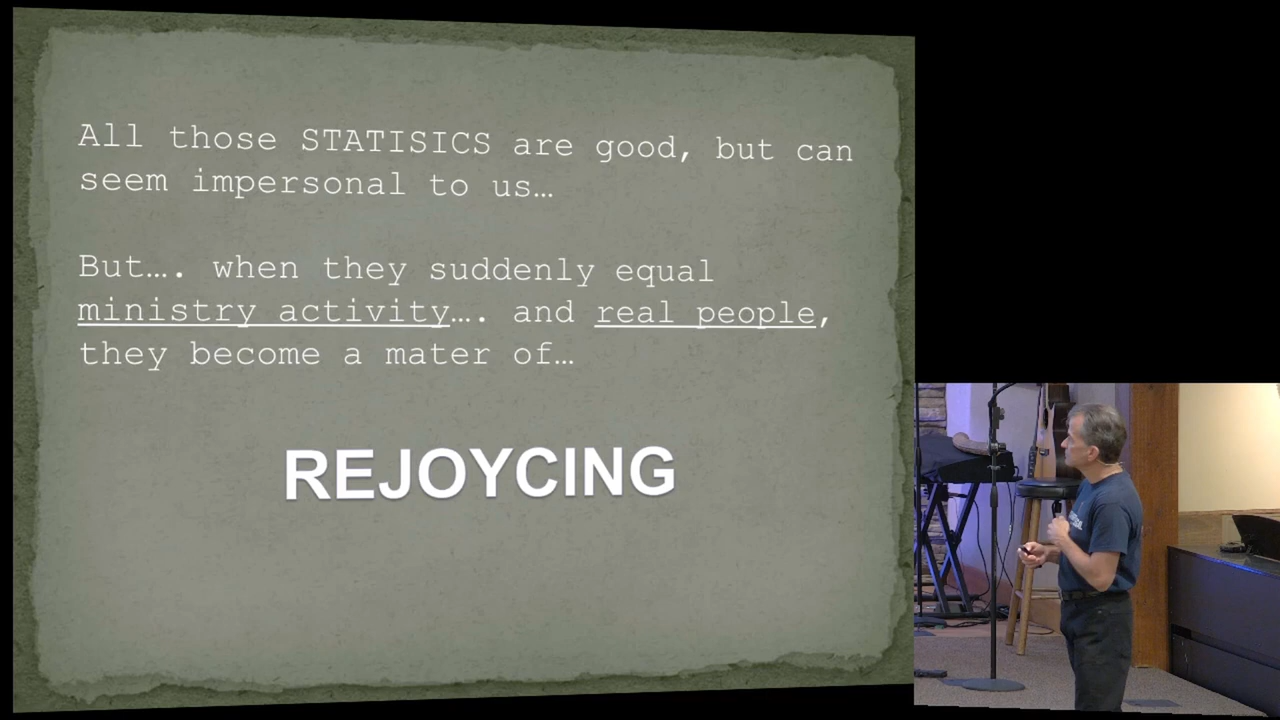 All those STATISICS are good, but can
seem impersonal to us…
But…. when they suddenly equal
ministry activity…. and real people,
they become a mater of…
REJOYCING